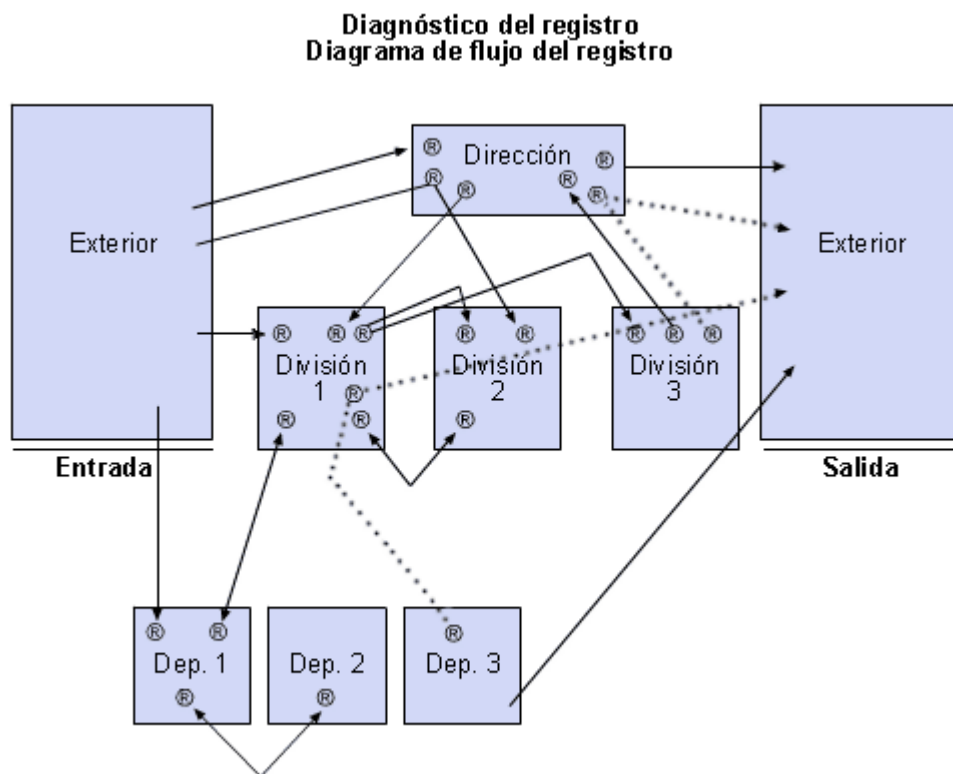 Diagnóstico del registro
Diagrama de flujo del registro
Ⓡ Dirección Ⓡ
Ⓡ Ⓡ Ⓡ Ⓡ
Exterior
Exterior
Ⓡ Ⓡ Ⓡ
División
1
Ⓡ
Ⓡ Ⓡ
Ⓡ Ⓡ
División
2
Ⓡ
Ⓡ Ⓡ Ⓡ
División
3
Entrada
Salida
Ⓡ Ⓡ
Dep. 1
Ⓡ
Dep. 2
Ⓡ
Ⓡ
Dep. 3